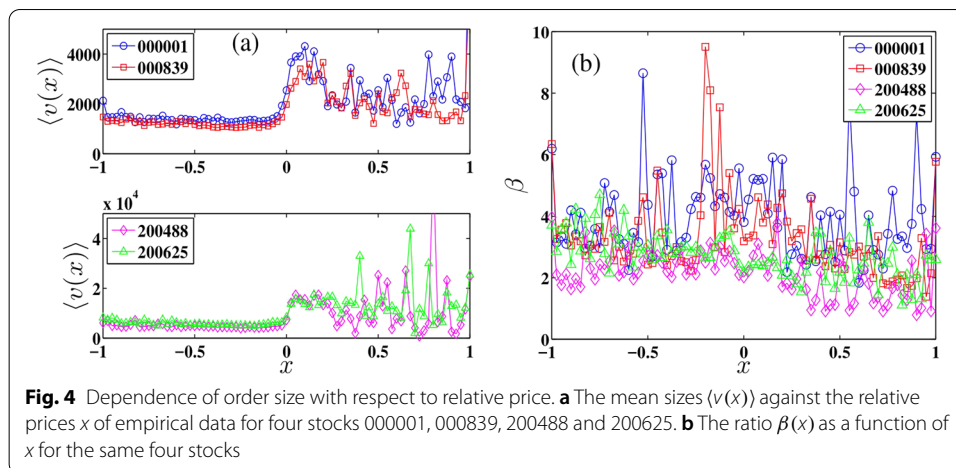 (a)
000001
000839
⟨v(x)⟩
4000
2000
0
-1 -0.5 0 0.5 1
x 10^4
200488
200625
⟨v(x)⟩
4
2
0
-1 -0.5 0 0.5 1
x
(b)
000001
000839
200488
200625
β
10
8
6
4
2
0
-1 -0.5 0 0.5 1
x
Fig. 4 Dependence of order size with respect to relative price. a The mean sizes ⟨v(x)⟩ against the relative
prices x of empirical data for four stocks 000001, 000839, 200488 and 200625. b The ratio β(x) as a function of
x for the same four stocks